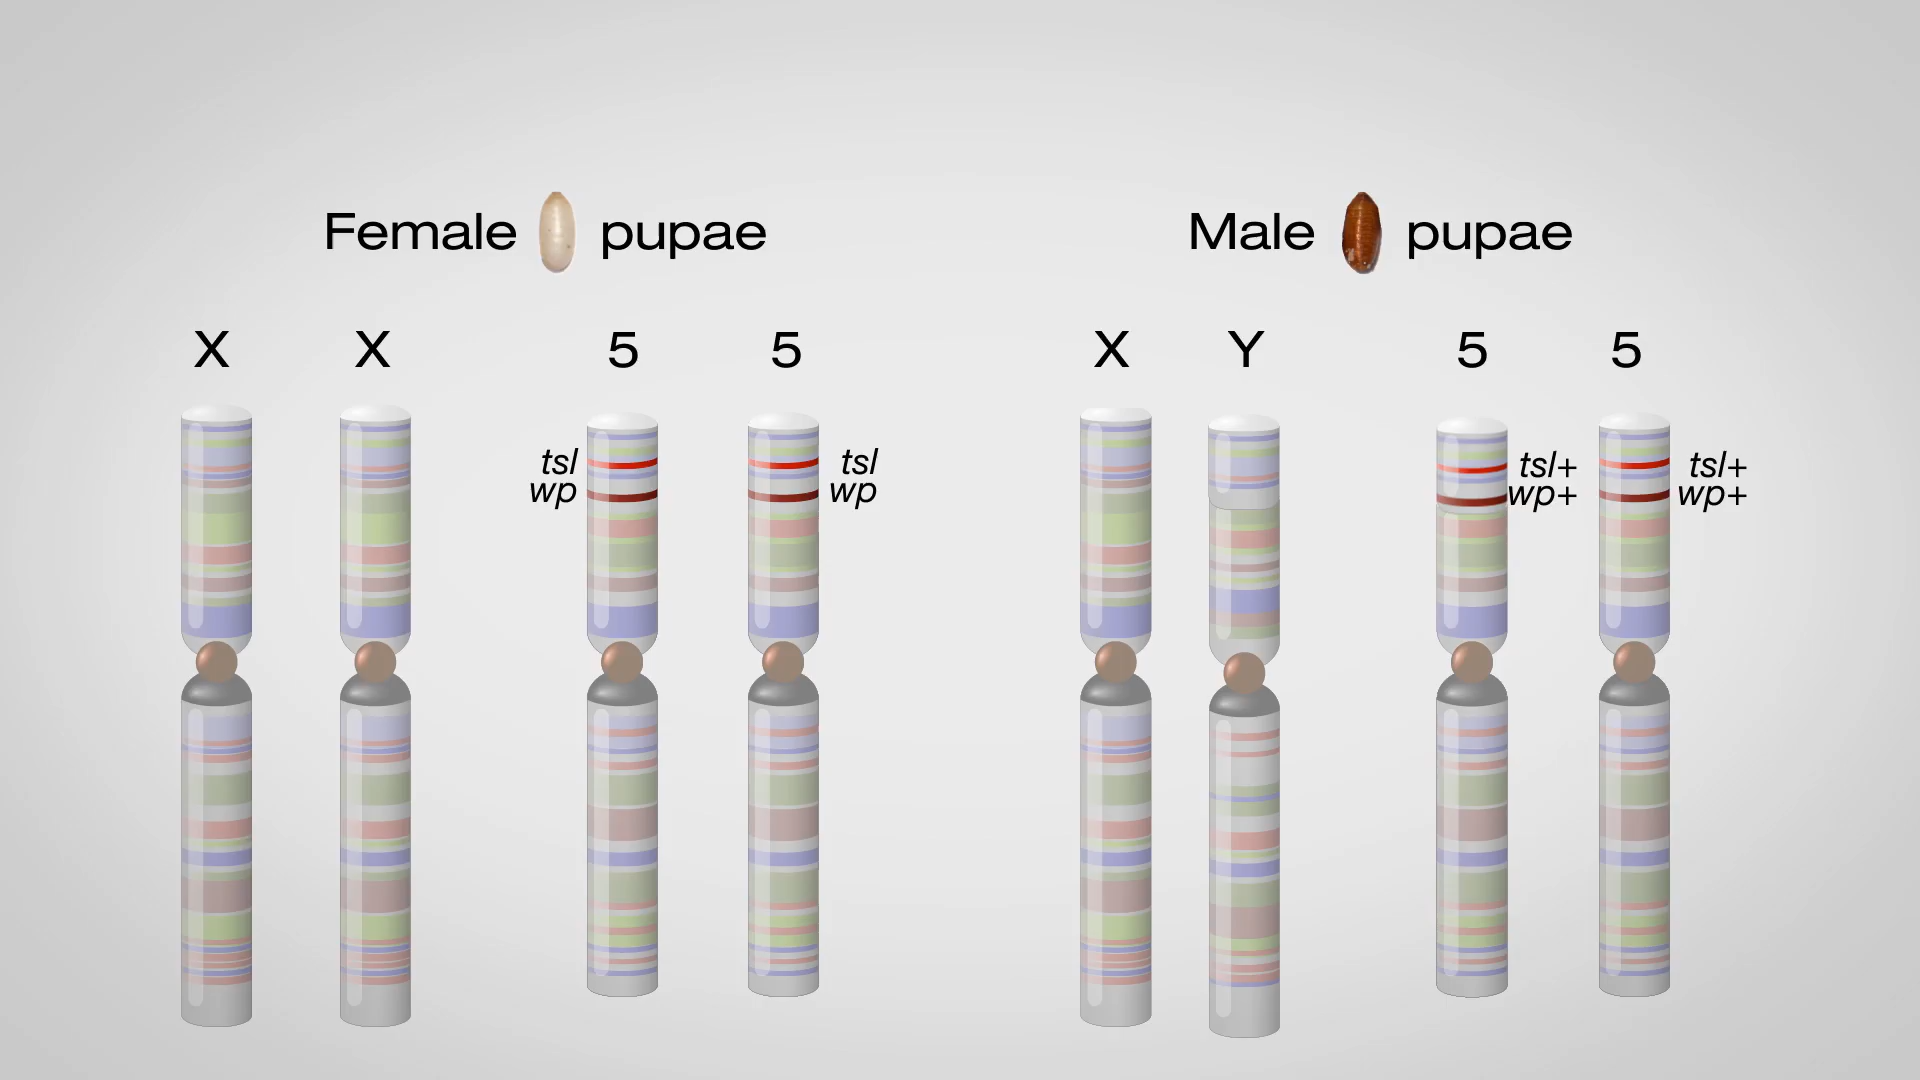 Female pupae
Male pupae
X X 5 5
X Y 5 5
tsl
wp
tsl
wp
tsl+
wp+
tsl+
wp+